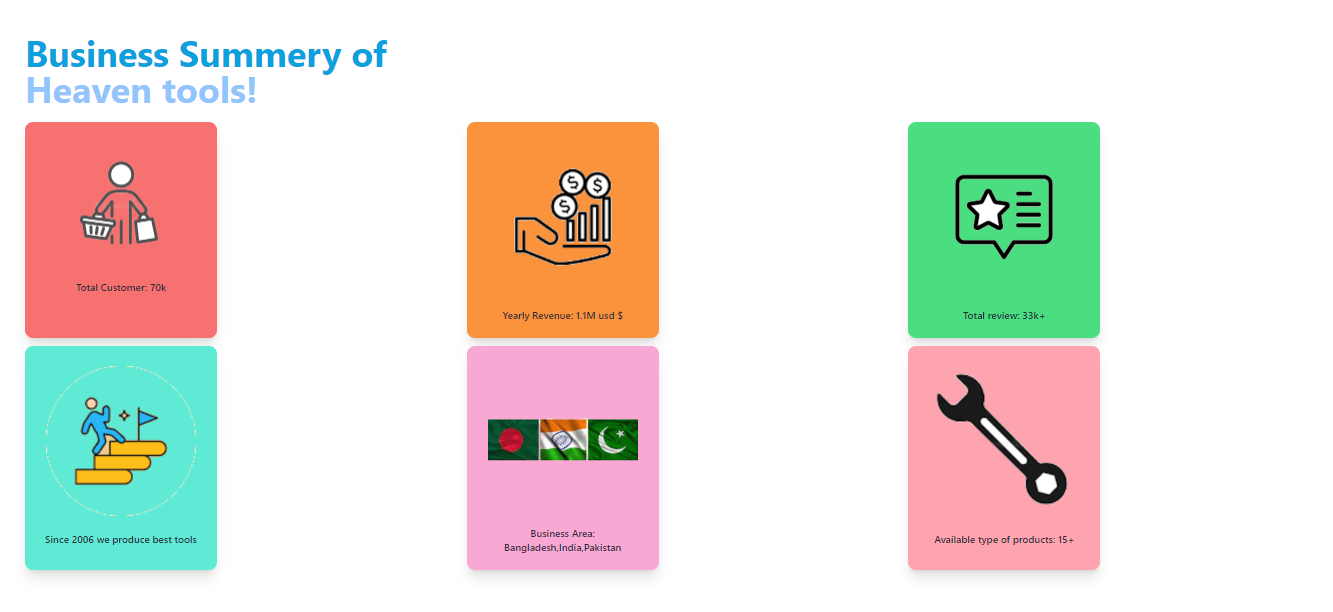 Business Summery of
Heaven tools!
Total Customer: 70k
Yearly Revenue: 1.1M usd $
Total review: 33k+
Since 2006 we produce best tools
Business Area:
Bangladesh,India,Pakistan
Available type of products: 15+